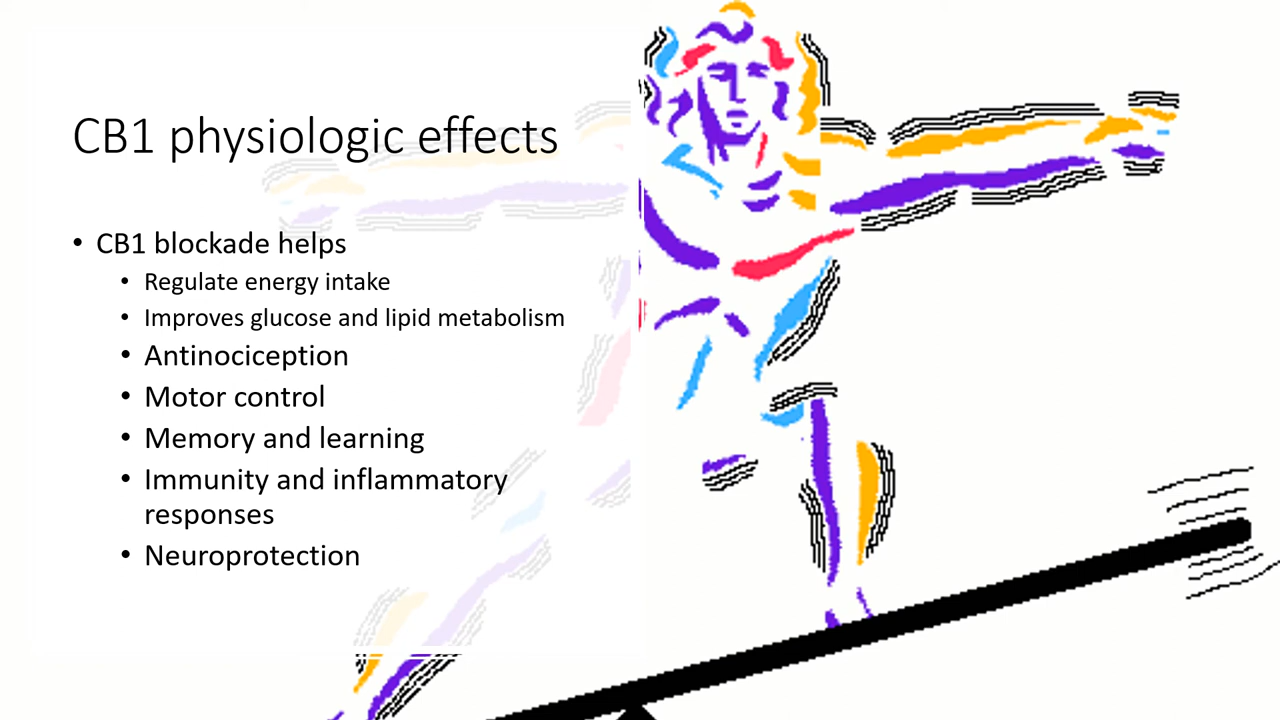 CB1 physiologic effects
• CB1 blockade helps
• Regulate energy intake
• Improves glucose and lipid metabolism
• Antinociception
• Motor control
• Memory and learning
• Immunity and inflammatory
responses
• Neuroprotection